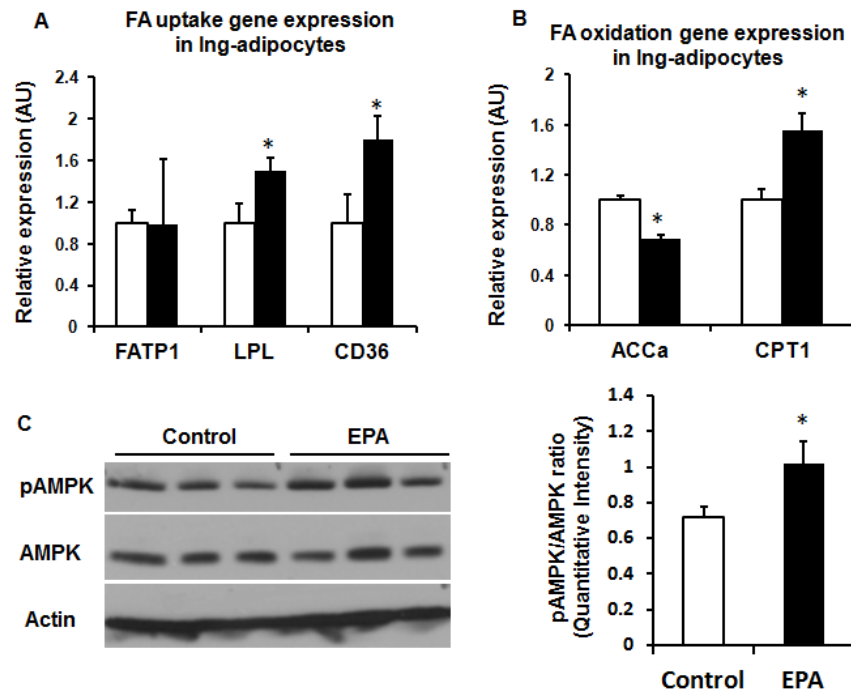 A
FA uptake gene expression
in Ing-adipocytes
Relative expression (AU)
2.4
2
1.6
1.2
0.8
0.4
0
*
*
FATP1 LPL CD36
B
FA oxidation gene expression
in Ing-adipocytes
Relative expression (AU)
2
1.6
1.2
0.8
0.4
0
*
*
ACCa CPT1
C
Control EPA
pAMPK
AMPK
Actin
pAMPK/AMPK ratio
(Quantitative Intensity)
1.4
1.2
1
0.8
0.6
0.4
0.2
0
*
Control EPA